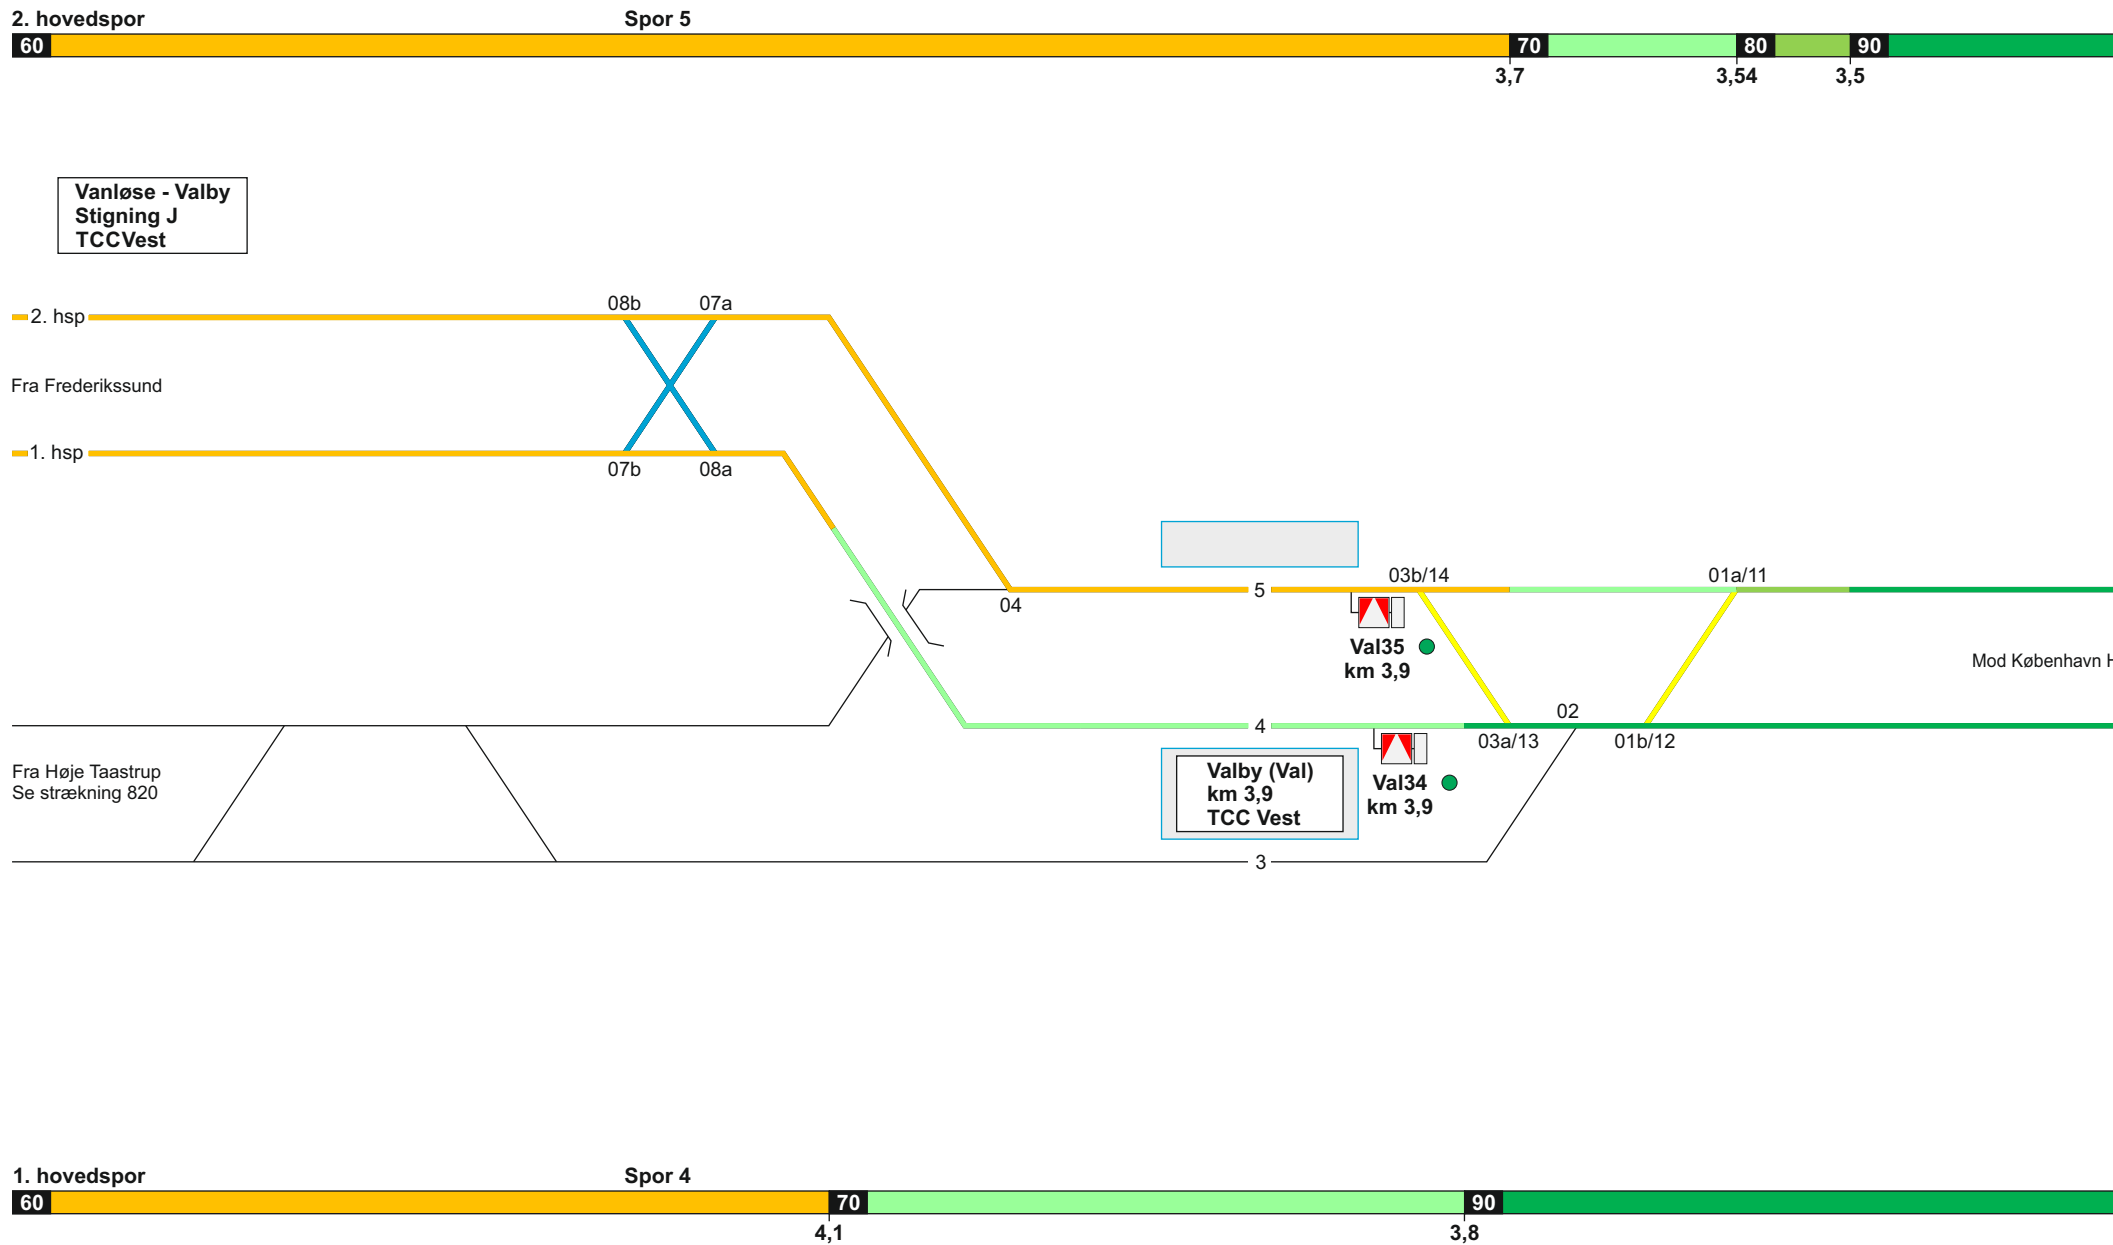 2. hovedspor Spor 5
60 70 80 90
3,7 3,54 3,5
Vanløse - Valby
Stigning J
TCCVest
08b 07a
2. hsp
Fra Frederikssund
1. hsp
07b 08a
03b/14 01a/11
5
04
Val35
km 3,9
Mod København H
02
4
03a/13 01b/12
Fra Høje Taastrup
Se strækning 820
Valby (Val)
km 3,9
TCC Vest
Val34
km 3,9
3
1. hovedspor Spor 4
60 70 90
4,1 3,8